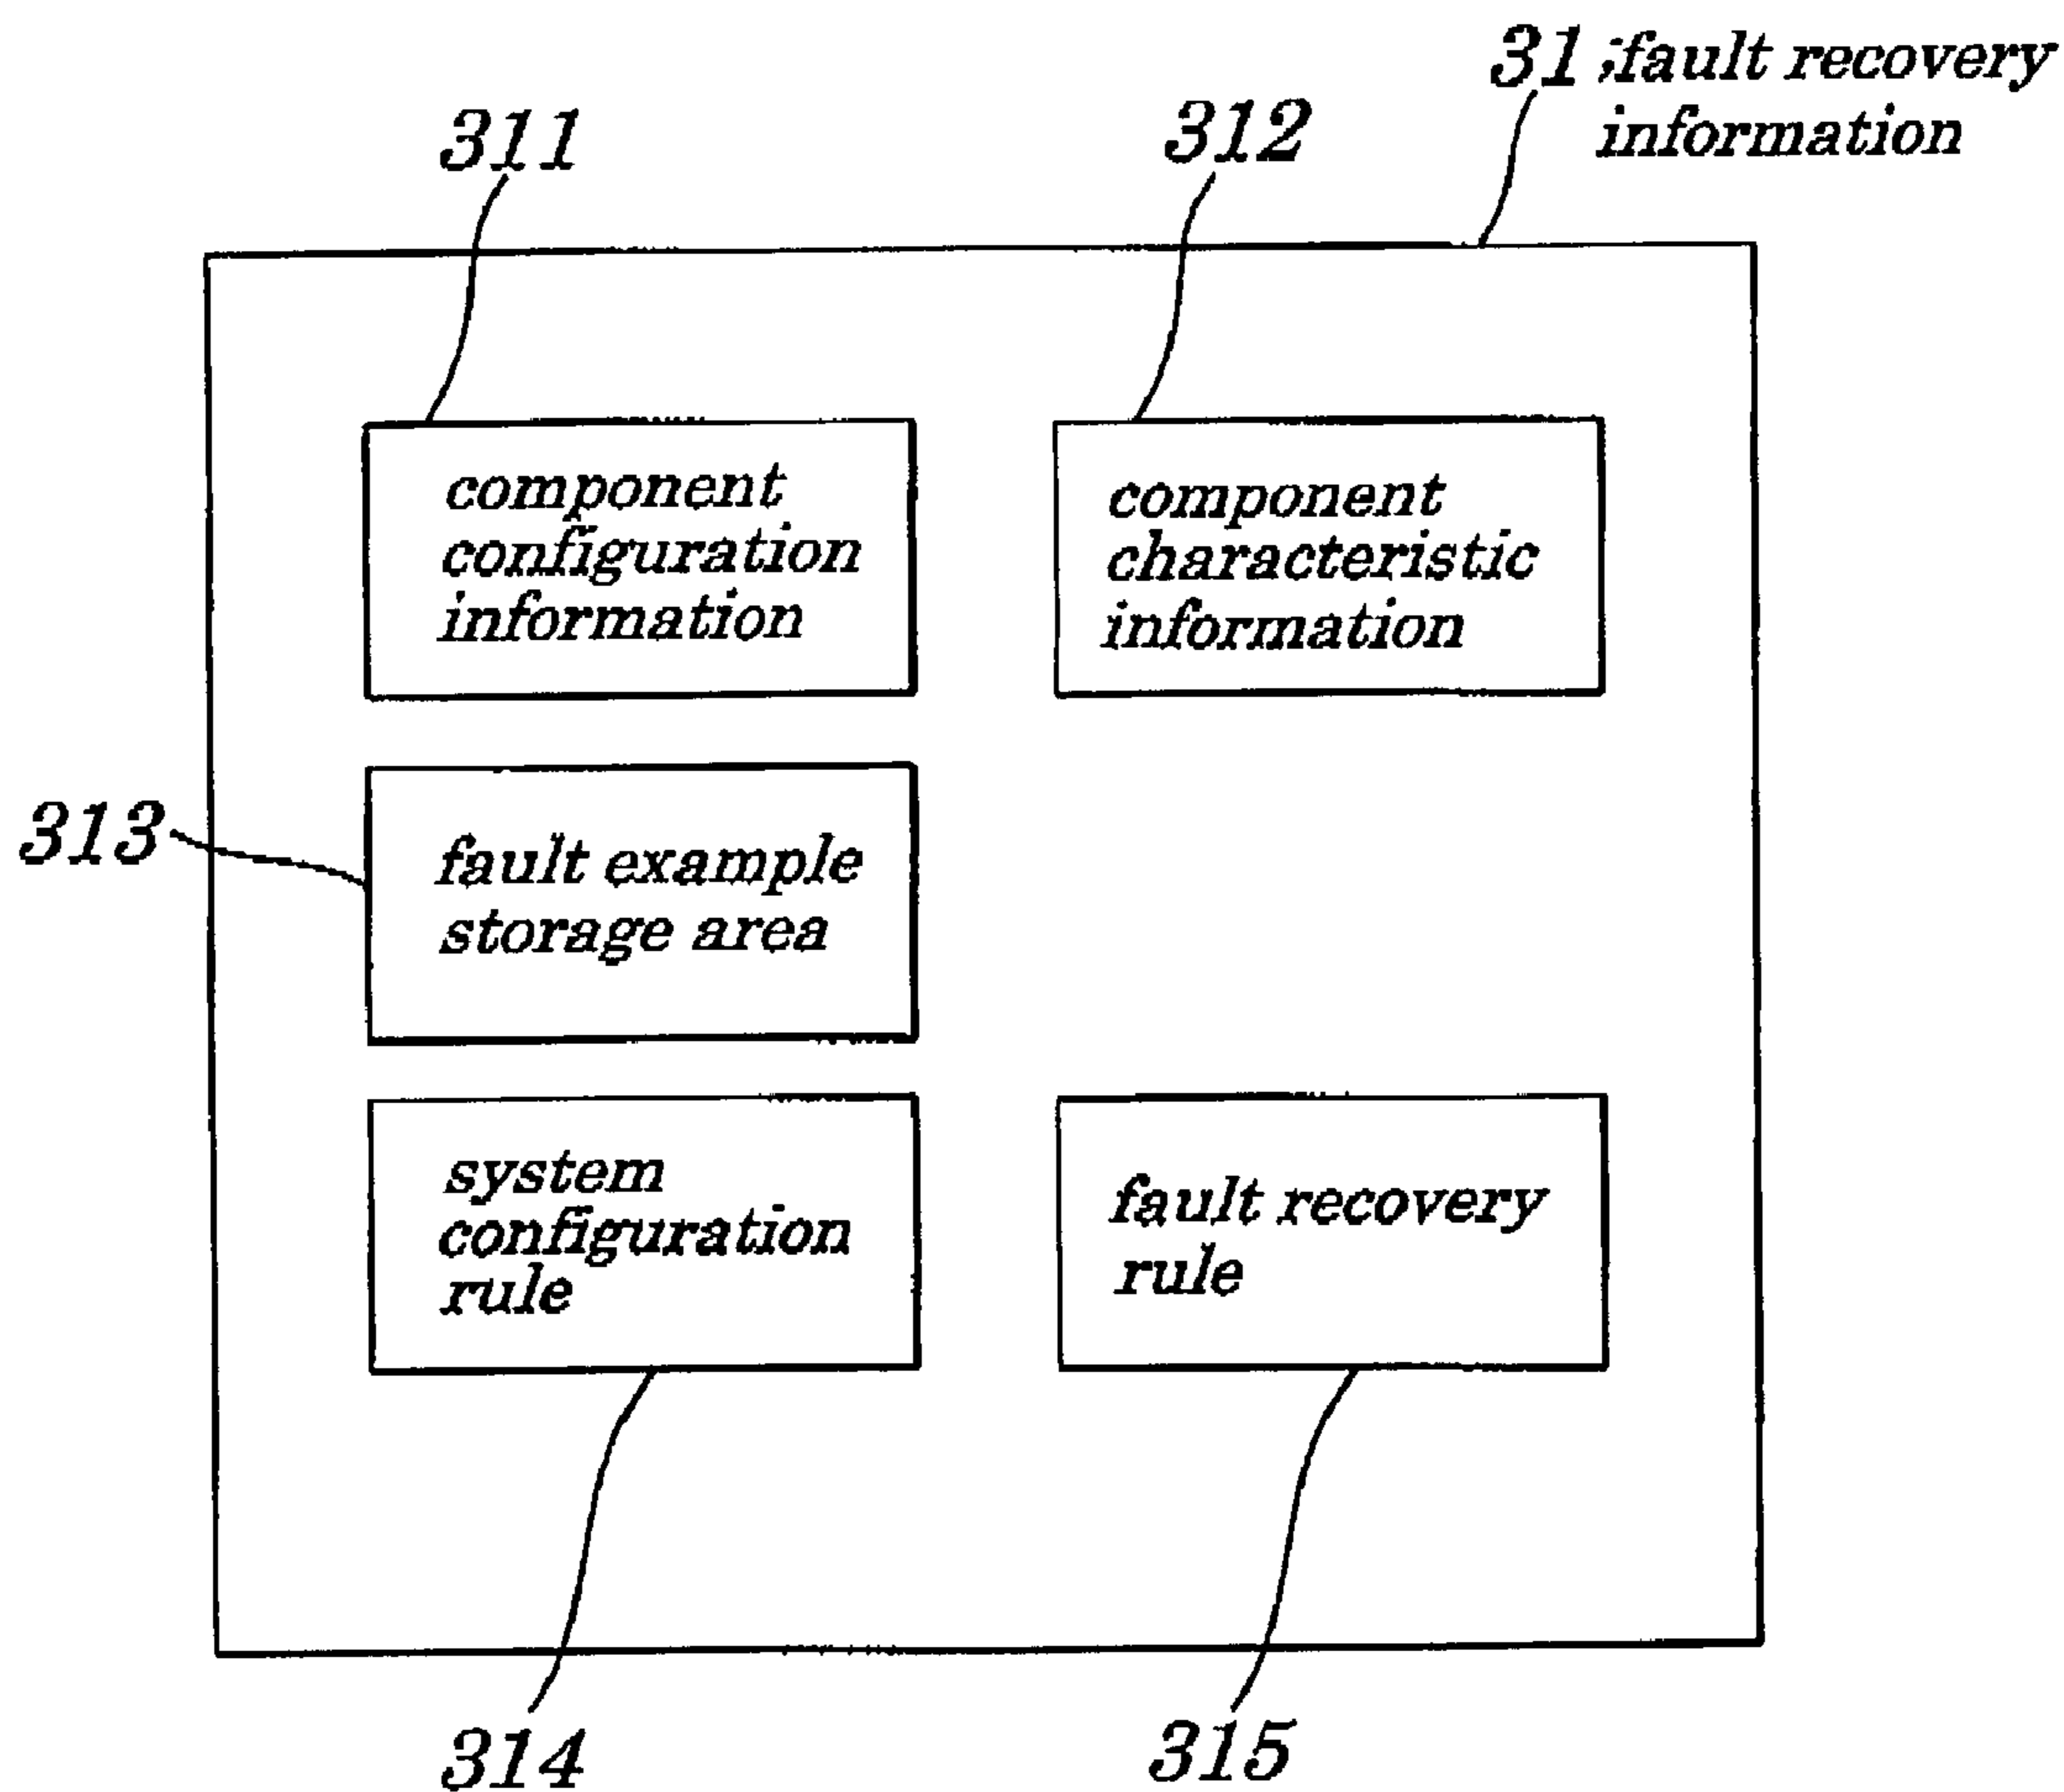 31 ;fault recovery
information
311
312
component
configuration
information
component
characteristic
information
313
fault example
storage area
system
configuration
rule
fault recovery
rule
314
315